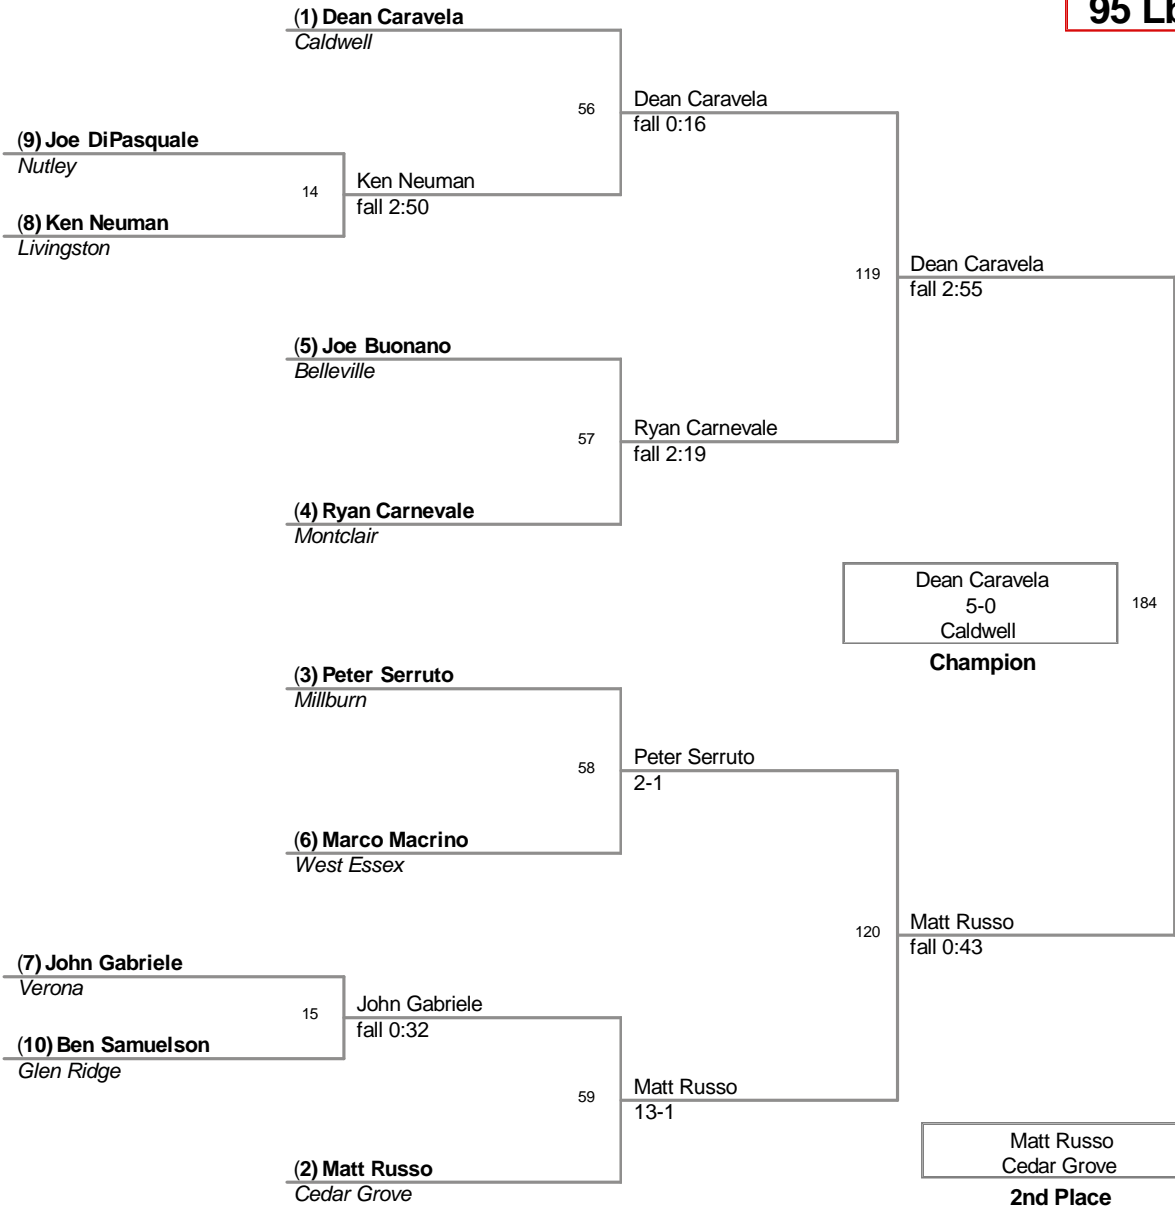 95 Lb
(1) Dean Caravela
Caldwell
56
Dean Caravela
fall 0:16
(9) Joe DiPasquale
Nutley
14
Ken Neuman
fall 2:50
(8) Ken Neuman
Livingston
119
Dean Caravela
fall 2:55
(5) Joe Buonano
Belleville
57
Ryan Carnevale
fall 2:19
(4) Ryan Carnevale
Montclair
Dean Caravela
5-0
Caldwell
184
Champion
(3) Peter Serruto
Millburn
58
Peter Serruto
2-1
(6) Marco Macrino
West Essex
120
Matt Russo
fall 0:43
(7) John Gabriele
Verona
15
John Gabriele
fall 0:32
(10) Ben Samuelson
Glen Ridge
59
Matt Russo
13-1
(2) Matt Russo
Cedar Grove
Matt Russo
Cedar Grove
2nd Place